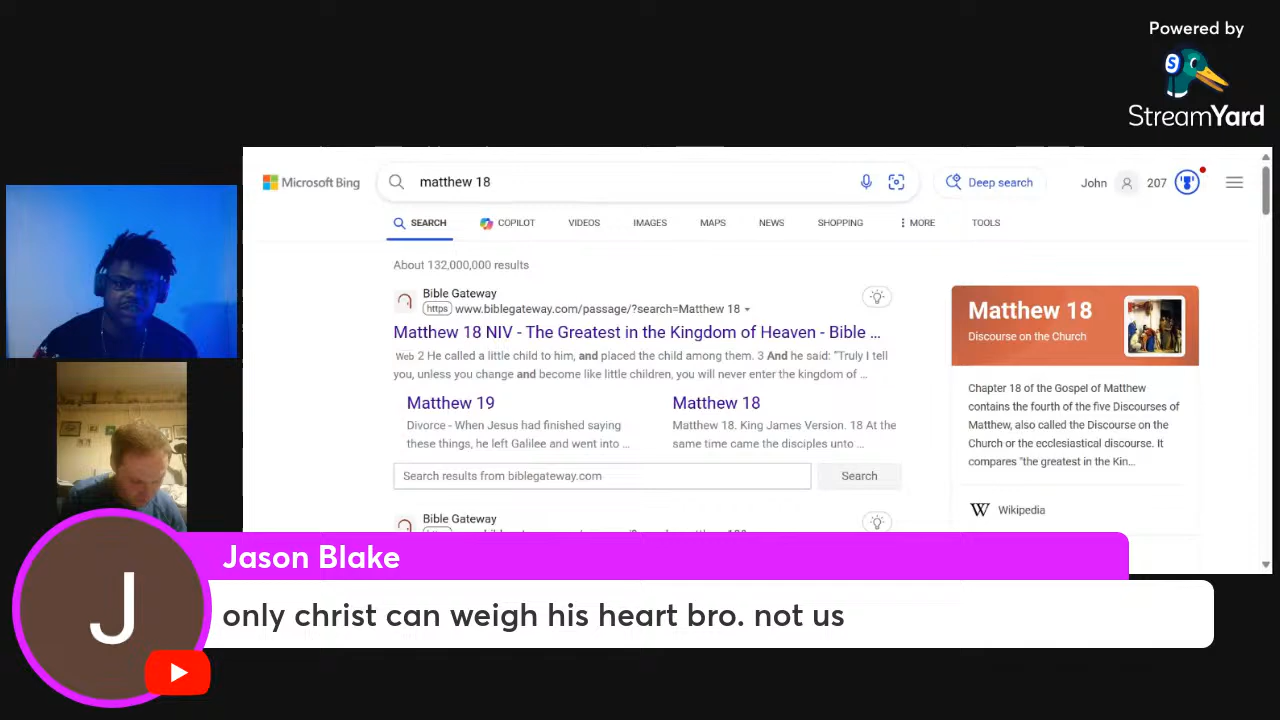 Powered by
StreamYard
Microsoft Bing
matthew 18
Deep search
John
207
SEARCH
COPILOT
VIDEOS
IMAGES
MAPS
NEWS
SHOPPING
MORE
TOOLS
About 132,000,000 results
Bible Gateway
https www.biblegateway.com/passage/?search=Matthew 18
Matthew 18 NIV - The Greatest in the Kingdom of Heaven - Bible ...
Web 2 He called a little child to him, and placed the child among them. 3 And he said: “Truly I tell
you, unless you change and become like little children, you will never enter the kingdom of ...
Matthew 19
Divorce - When Jesus had finished saying
these things, he left Galilee and went into ...
Matthew 18
Matthew 18. King James Version. 18 At the
same time came the disciples unto ...
Search results from biblegateway.com
Search
Bible Gateway
Matthew 18
Discourse on the Church
Chapter 18 of the Gospel of Matthew
contains the fourth of the five Discourses of
Matthew, also called the Discourse on the
Church or the ecclesiastical discourse. It
compares "the greatest in the Kin...
W Wikipedia
J
Jason Blake
only christ can weigh his heart bro. not us